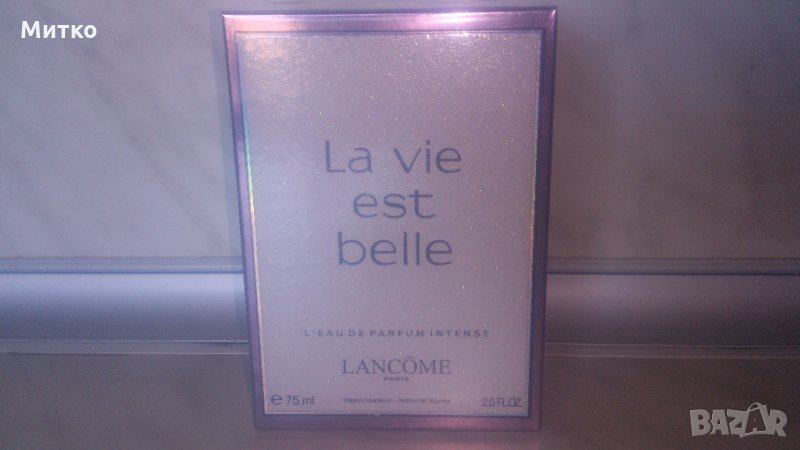 Митко
La vie
est
belle
L'EAU DE PARFUM INTENSE
LANCÔME
PARIS
e 75 ml Vaporisateur - Natural Spray 2.5 FL.OZ.
BAZAR